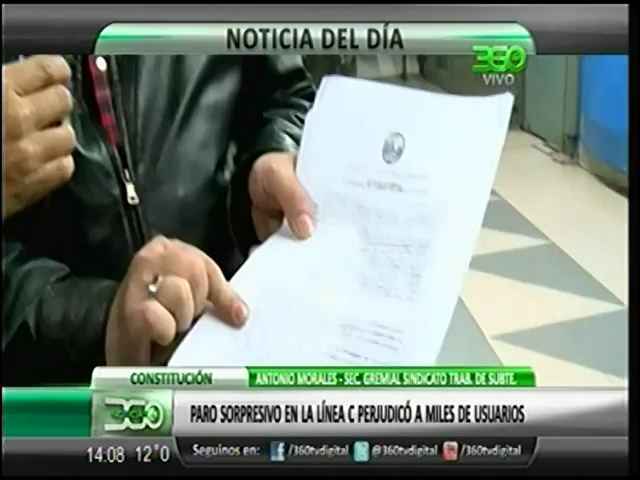 NOTICIA DEL DÍA
360
VIVO
CONSTITUCIÓN
ANTONIO MORALES - SEC. GREMIAL SINDICATO TRAB. DE SUBTE.
360
PARO SORPRESIVO EN LA LÍNEA C PERJUDICÓ A MILES DE USUARIOS
14:08 12°0 Seguinos en: /360tvdigital @360tvdigital /360tvdigital